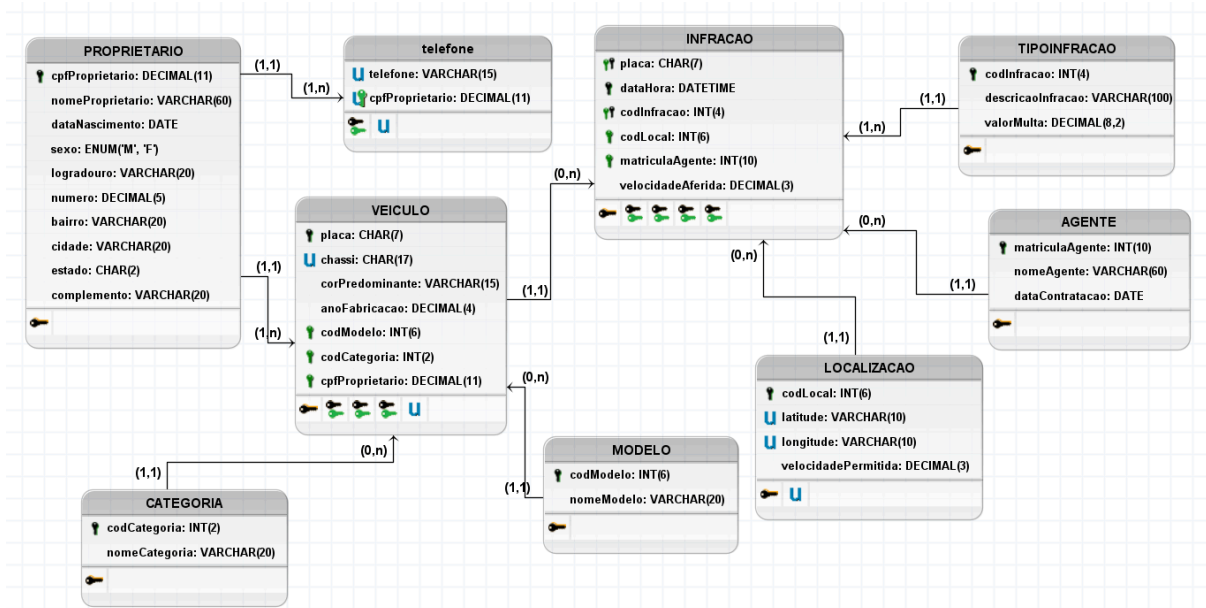 PROPRIETARIO
cpfProprietario: DECIMAL(11)
nomeProprietario: VARCHAR(60)
dataNascimento: DATE
sexo: ENUM('M', 'F')
logradouro: VARCHAR(20)
numero: DECIMAL(5)
bairro: VARCHAR(20)
cidade: VARCHAR(20)
estado: CHAR(2)
complemento: VARCHAR(20)
(1,1)
(1,n)
telefone
telefone: VARCHAR(15)
cpfProprietario: DECIMAL(11)
INFRACAO
placa: CHAR(7)
dataHora: DATETIME
codInfracao: INT(4)
codLocal: INT(6)
matriculaAgente: INT(10)
velocidadeAferida: DECIMAL(3)
(1,1)
(1,n)
TIPOINFRACAO
codInfracao: INT(4)
descricaoInfracao: VARCHAR(100)
valorMulta: DECIMAL(8,2)
(0,n)
(1,1)
(1,1)
(1,n)
VEICULO
placa: CHAR(7)
chassi: CHAR(17)
corPredominante: VARCHAR(15)
anoFabricacao: DECIMAL(4)
codModelo: INT(6)
codCategoria: INT(2)
cpfProprietario: DECIMAL(11)
(0,n)
(1,1)
AGENTE
matriculaAgente: INT(10)
nomeAgente: VARCHAR(60)
dataContratacao: DATE
(0,n)
(1,1)
LOCALIZACAO
codLocal: INT(6)
latitude: VARCHAR(10)
longitude: VARCHAR(10)
velocidadePermitida: DECIMAL(3)
(0,n)
(1,1)
MODELO
codModelo: INT(6)
nomeModelo: VARCHAR(20)
(0,n)
(1,1)
CATEGORIA
codCategoria: INT(2)
nomeCategoria: VARCHAR(20)